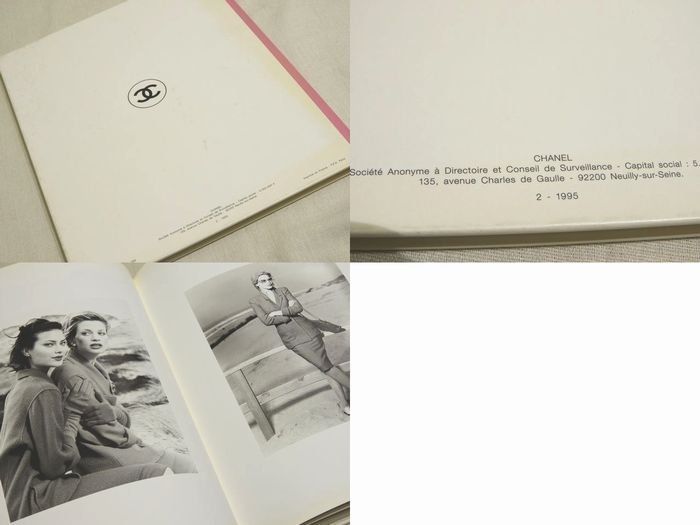 CHANEL
Société Anonyme à Directoire et Conseil de Surveillance - Capital social : 5.
135, avenue Charles de Gaulle - 92200 Neuilly-sur-Seine.
2 - 1995